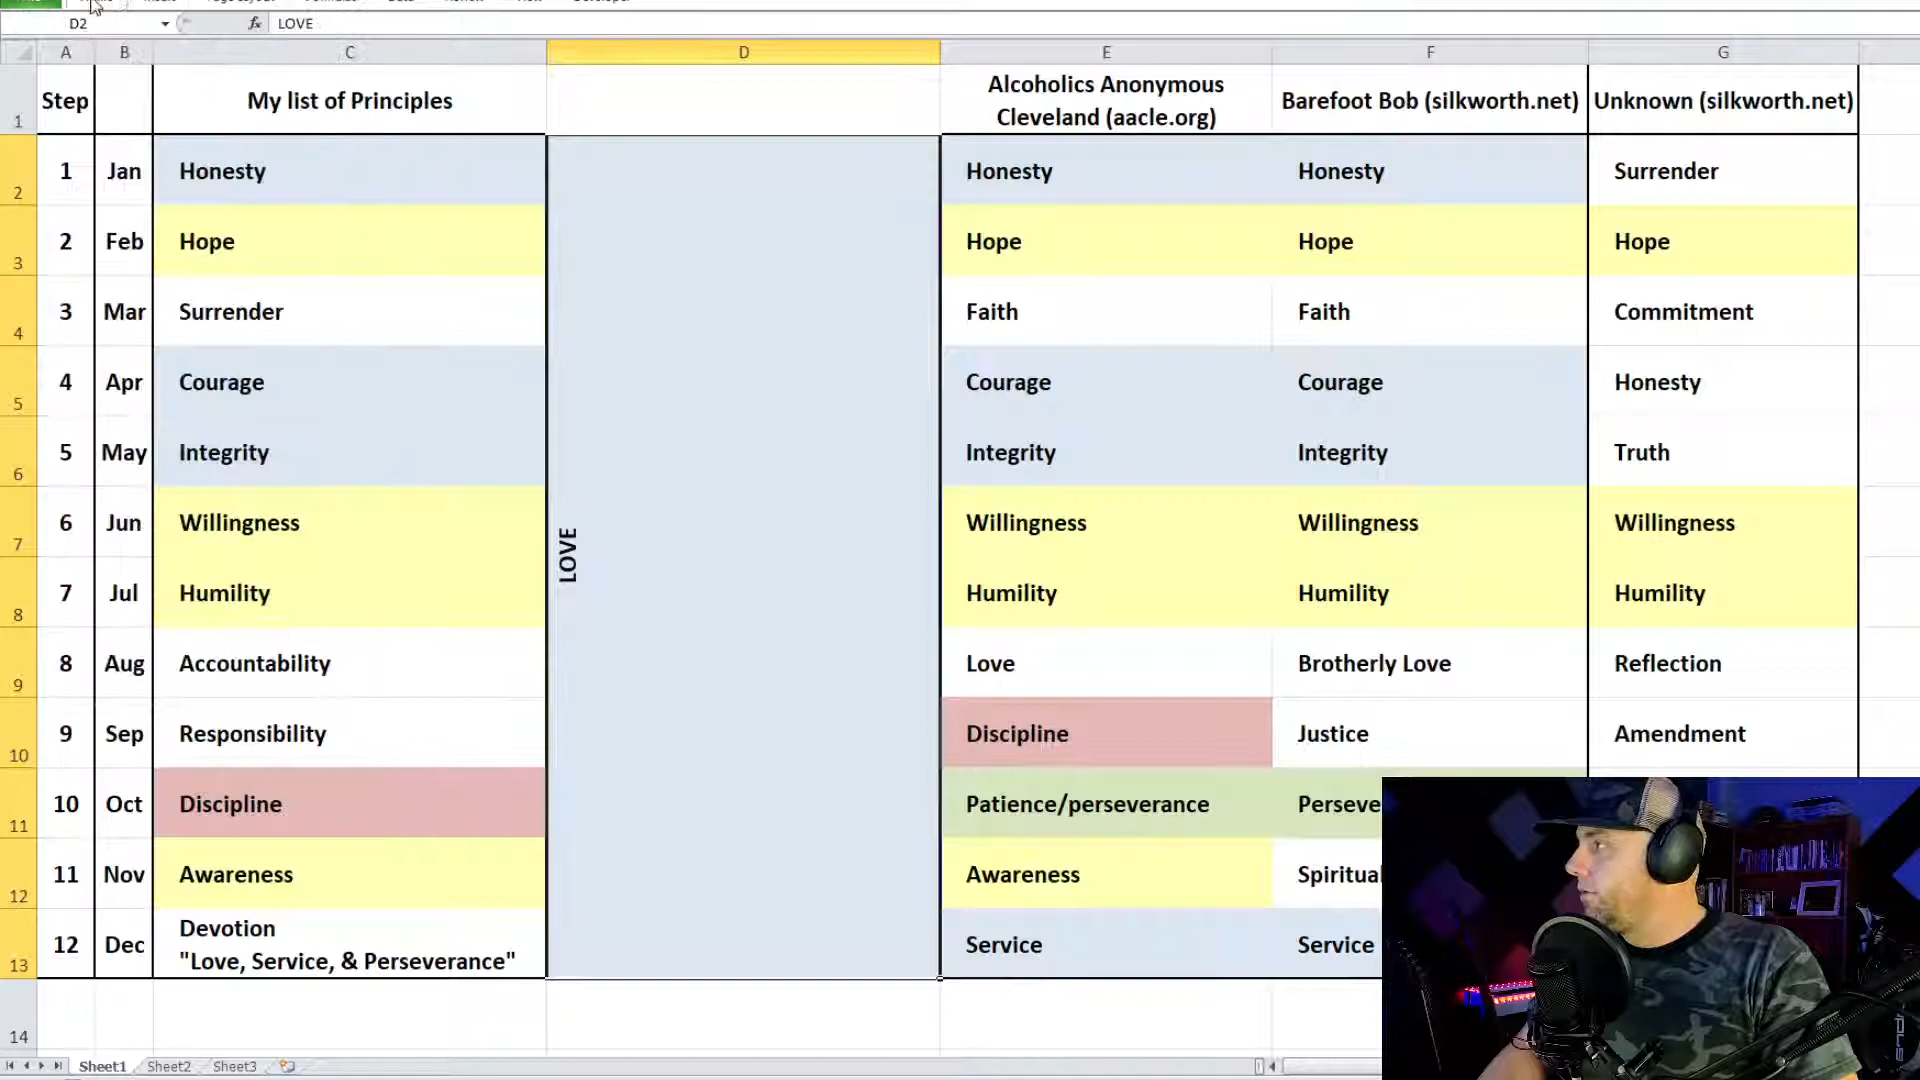 D2 fx LOVE
A B C D E F G
1 Step My list of Principles Alcoholics Anonymous Cleveland (aacle.org) Barefoot Bob (silkworth.net) Unknown (silkworth.net)
2 1 Jan Honesty Honesty Honesty Surrender
3 2 Feb Hope Hope Hope Hope
4 3 Mar Surrender Faith Faith Commitment
5 4 Apr Courage Courage Courage Honesty
6 5 May Integrity Integrity Integrity Truth
7 6 Jun Willingness Willingness Willingness Willingness
LOVE
8 7 Jul Humility Humility Humility Humility
9 8 Aug Accountability Love Brotherly Love Reflection
10 9 Sep Responsibility Discipline Justice Amendment
11 10 Oct Discipline Patience/perseverance
12 11 Nov Awareness Awareness
13 12 Dec Devotion Service Service
"Love, Service, & Perseverance"
14
Sheet1 Sheet2 Sheet3